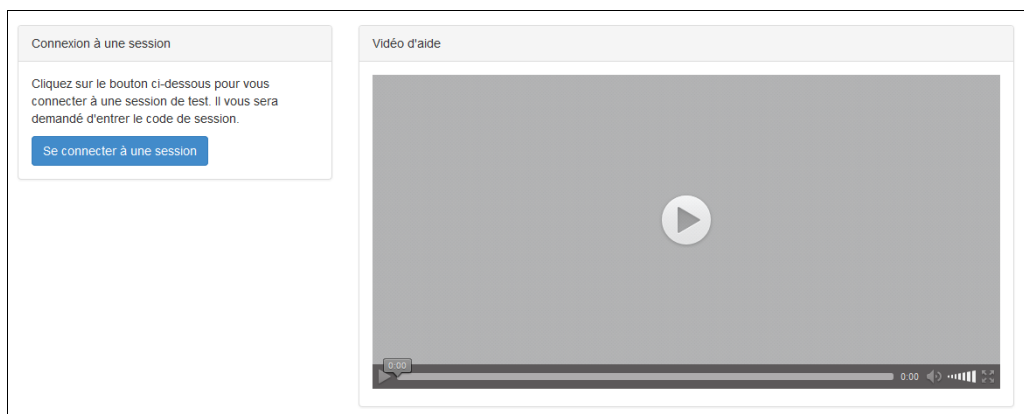 Connexion à une session
Cliquez sur le bouton ci-dessous pour vous
connecter à une session de test. Il vous sera
demandé d'entrer le code de session.
Se connecter à une session
Vidéo d'aide
0:00
0:00